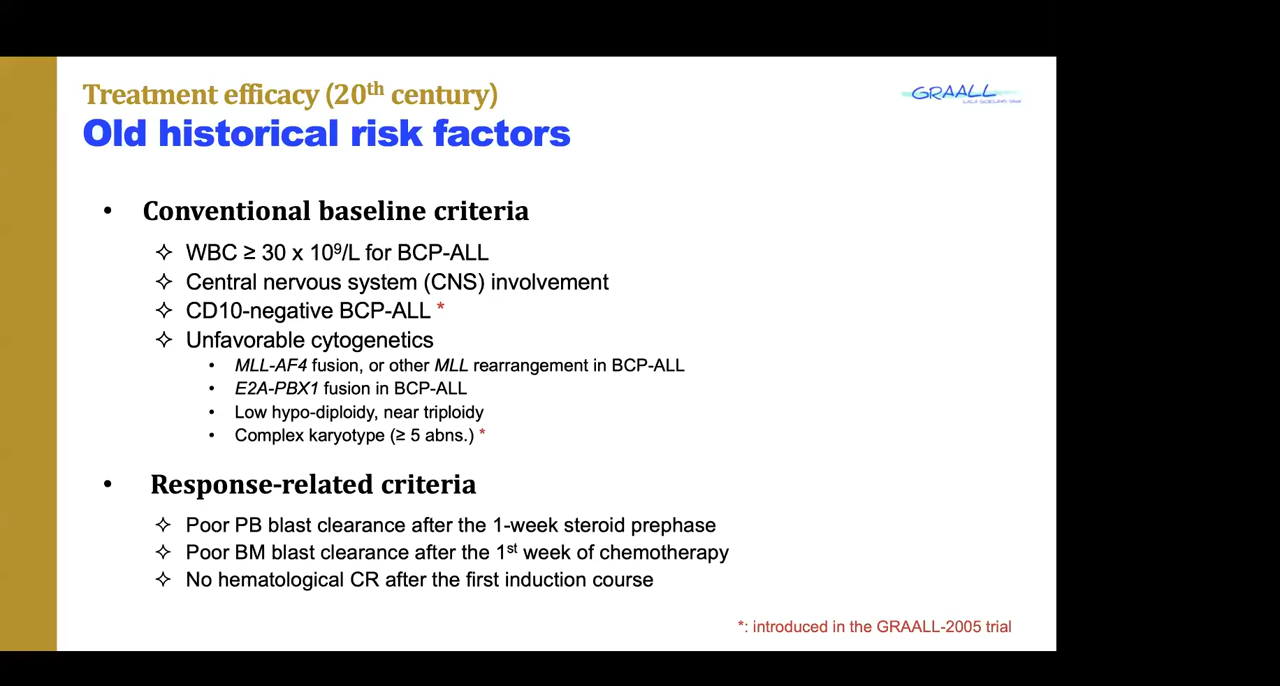 Treatment efficacy (20th century)
GRAALL
Old historical risk factors
• Conventional baseline criteria
✧ WBC ≥ 30 x 10⁹/L for BCP-ALL
✧ Central nervous system (CNS) involvement
✧ CD10-negative BCP-ALL *
✧ Unfavorable cytogenetics
• MLL-AF4 fusion, or other MLL rearrangement in BCP-ALL
• E2A-PBX1 fusion in BCP-ALL
• Low hypo-diploidy, near triploidy
• Complex karyotype (≥ 5 abns.) *
• Response-related criteria
✧ Poor PB blast clearance after the 1-week steroid prephase
✧ Poor BM blast clearance after the 1st week of chemotherapy
✧ No hematological CR after the first induction course
*: introduced in the GRAALL-2005 trial